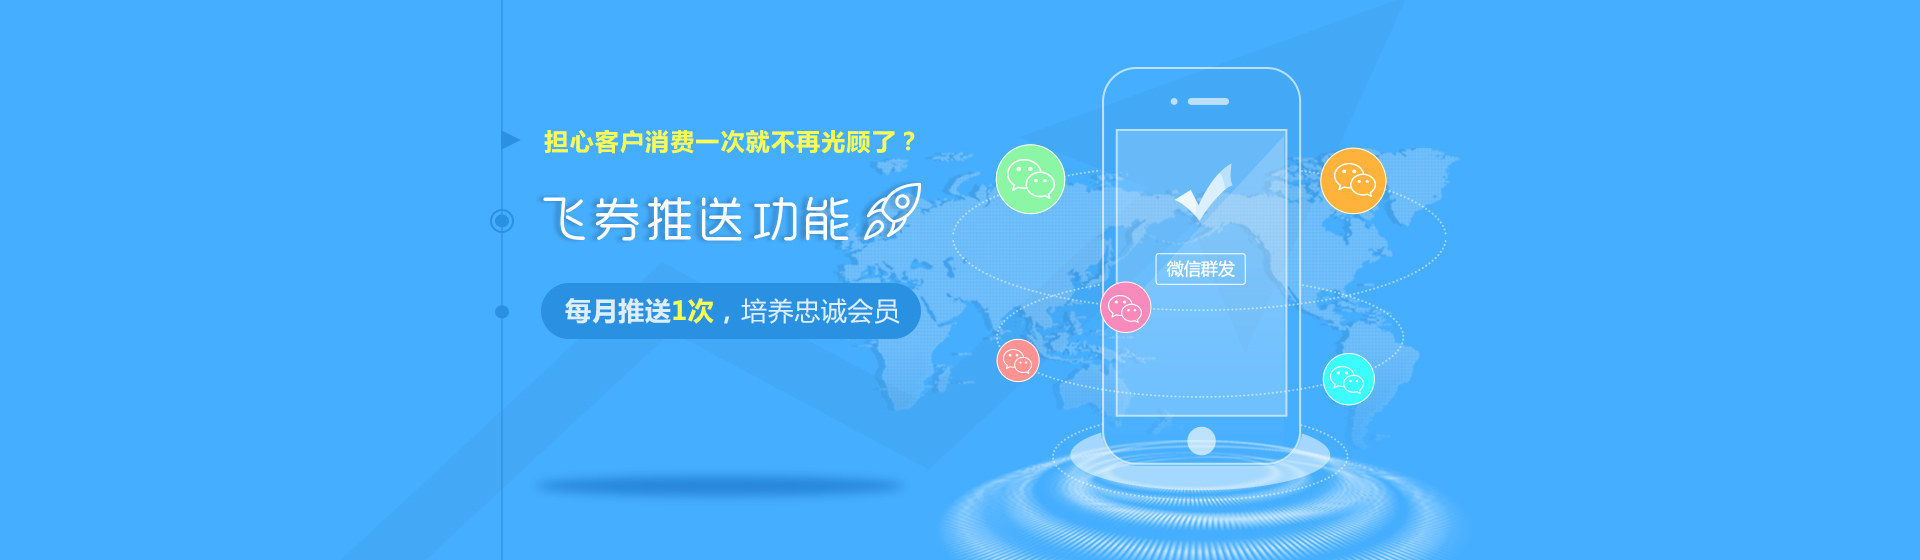 担心客户消费一次就不再光顾了？
飞券推送功能
每月推送1次，培养忠诚会员
微信群发